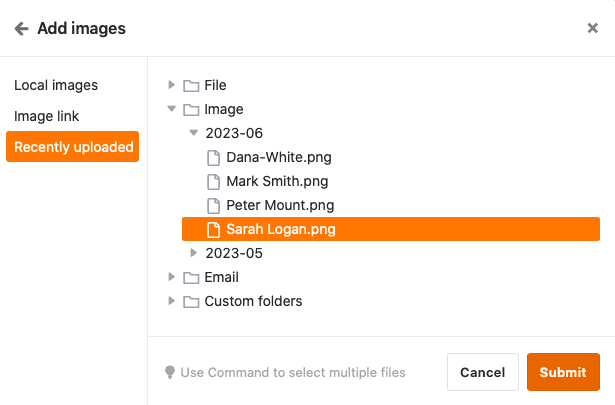 Add images
Local images
Image link
Recently uploaded
File
Image
2023-06
Dana-White.png
Mark Smith.png
Peter Mount.png
Sarah Logan.png
2023-05
Email
Custom folders
Use Command to select multiple files
Cancel
Submit